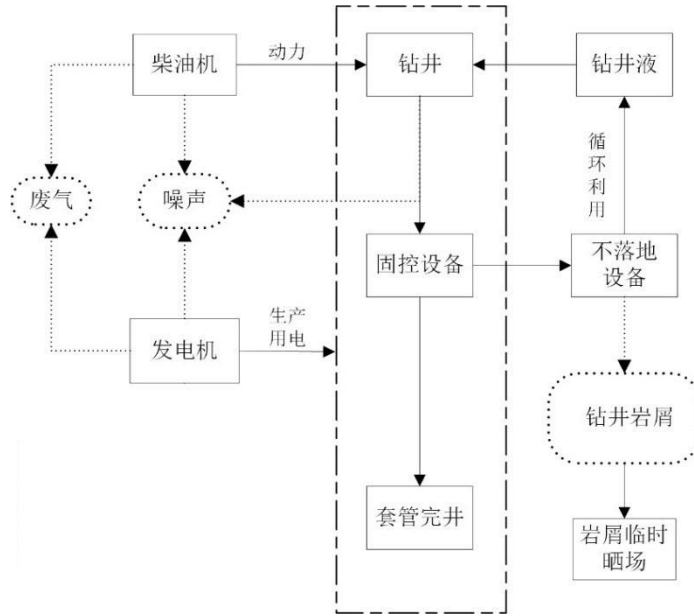 柴油机
动力
钻井
钻井液
循
环
利
用
废气
噪声
固控设备
不落地
设备
生产
用电
发电机
钻井岩屑
套管完井
岩屑临时
晒场